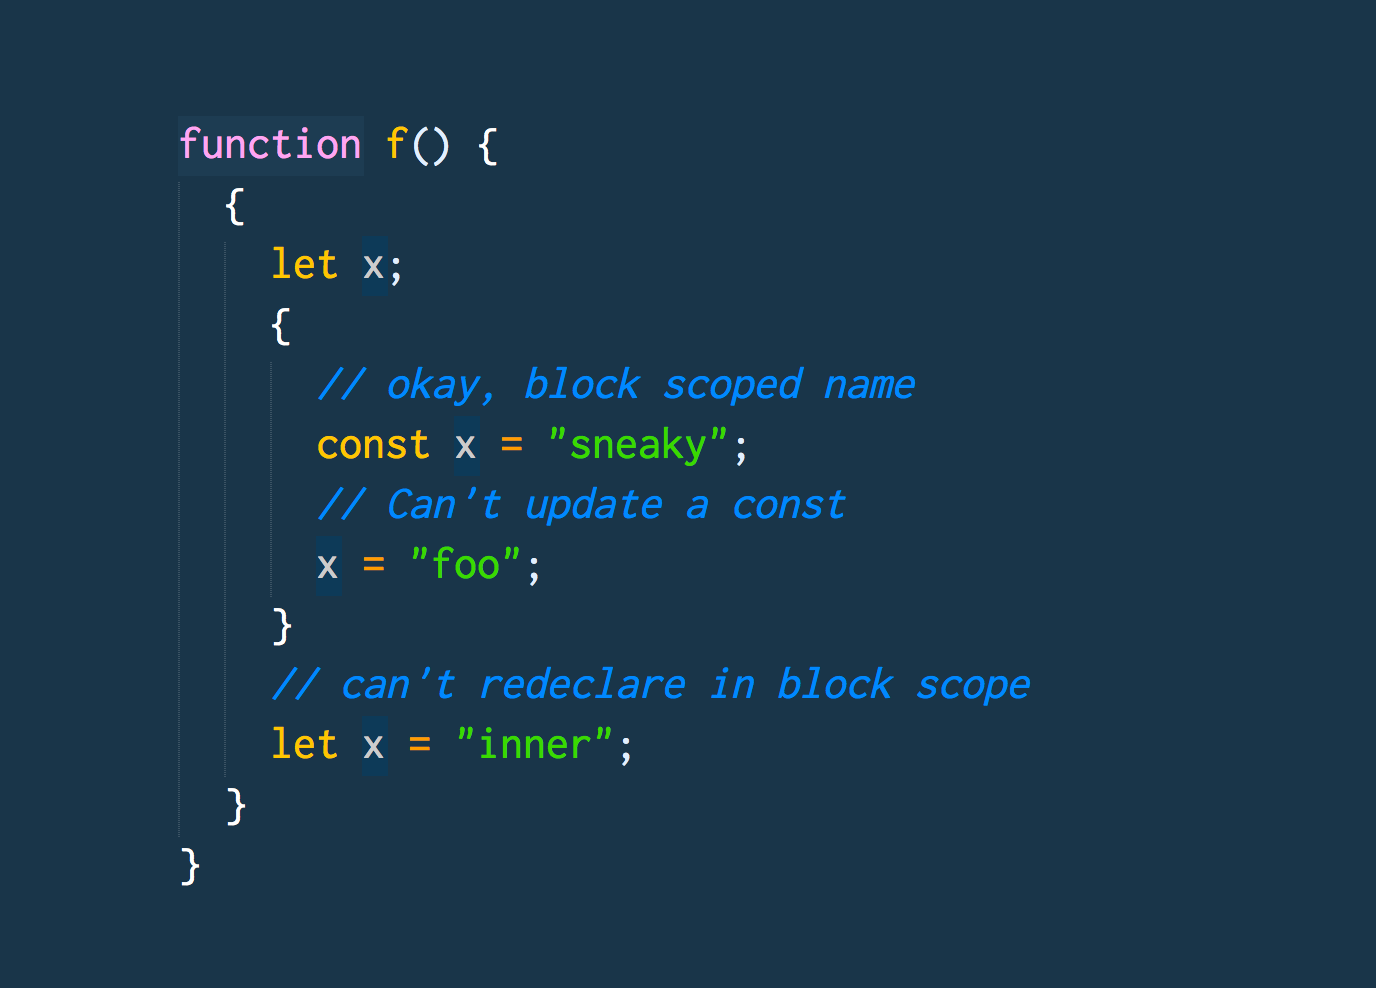 function f() {
  {
    let x;
    {
      // okay, block scoped name
      const x = "sneaky";
      // Can't update a const
      x = "foo";
    }
    // can't redeclare in block scope
    let x = "inner";
  }
}